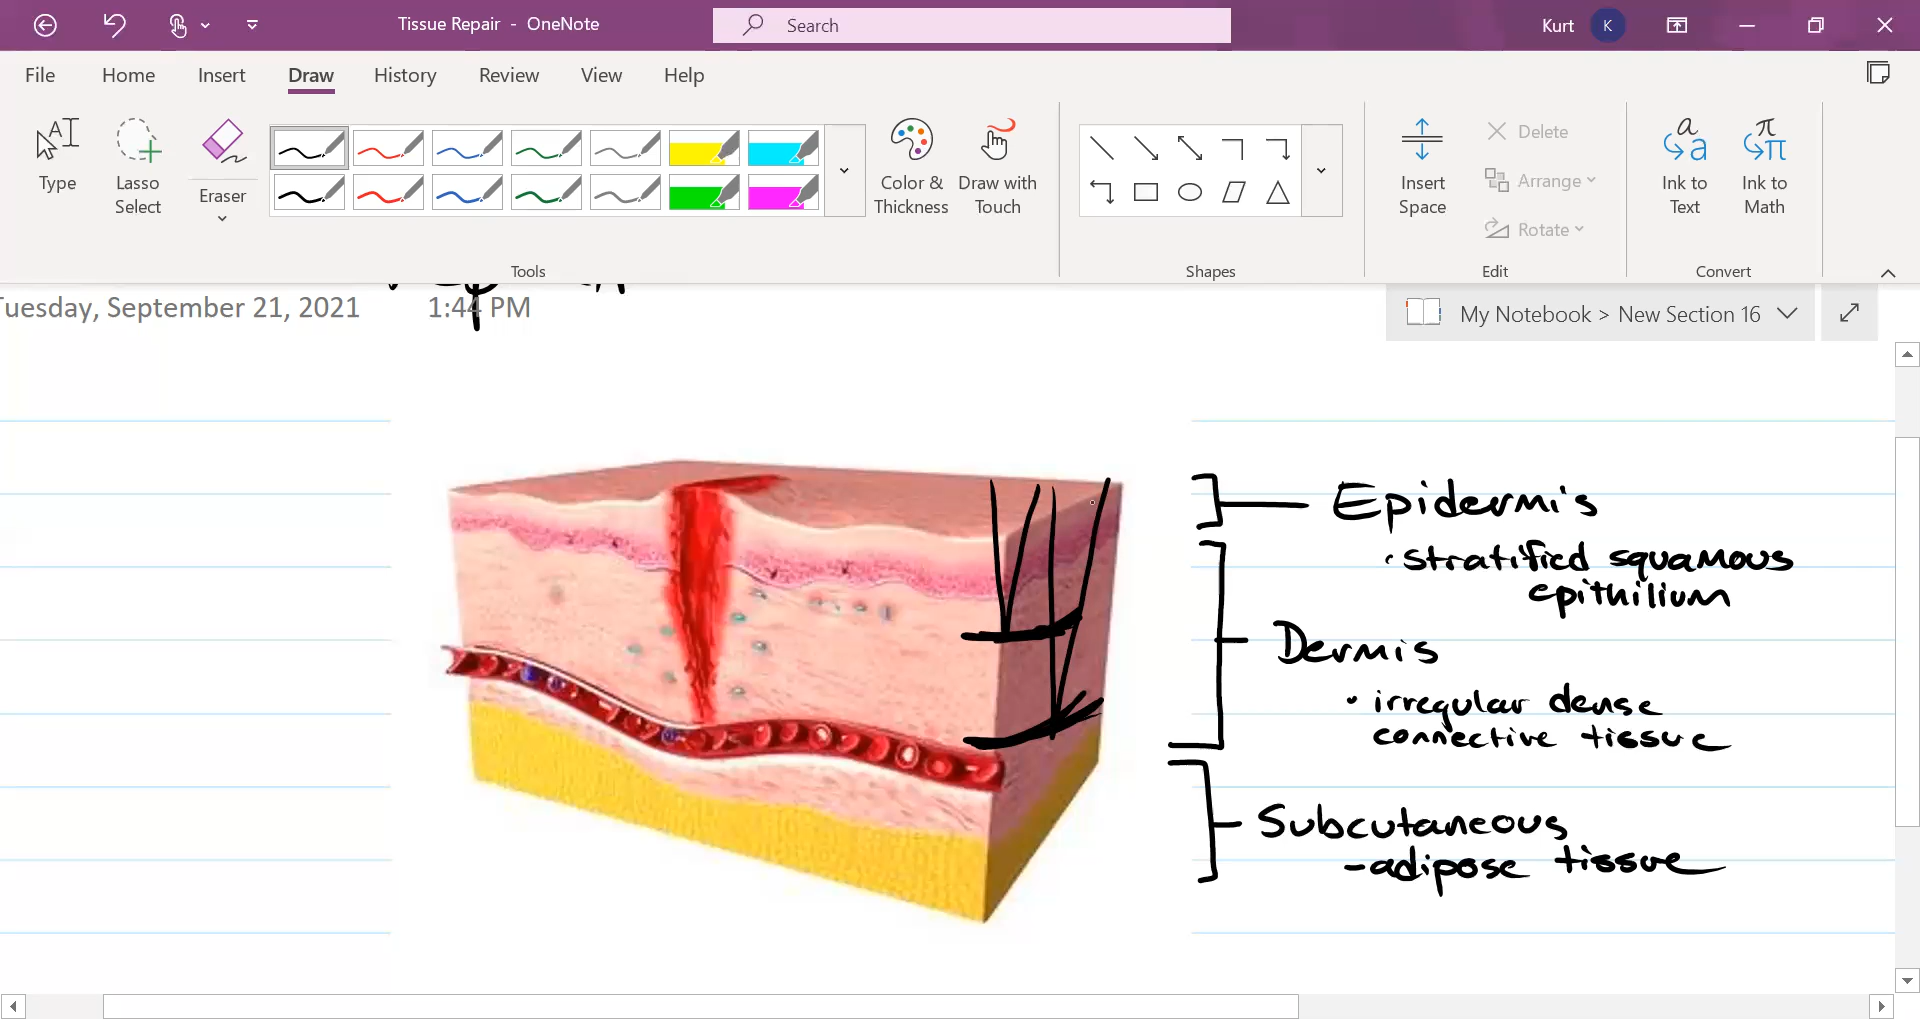 Tissue Repair - OneNote
Search
Kurt
K
File Home Insert Draw History Review View Help
Type
Lasso Select
Eraser
Color & Thickness
Draw with Touch
Insert Space
Delete
Arrange
Rotate
Ink to Text
Ink to Math
Tools
Shapes
Edit
Convert
Tuesday, September 21, 2021 1:44 PM
My Notebook > New Section 16
Epidermis
• stratified squamous
epithilium
Dermis
• irregular dense
connective tissue
Subcutaneous
- adipose tissue